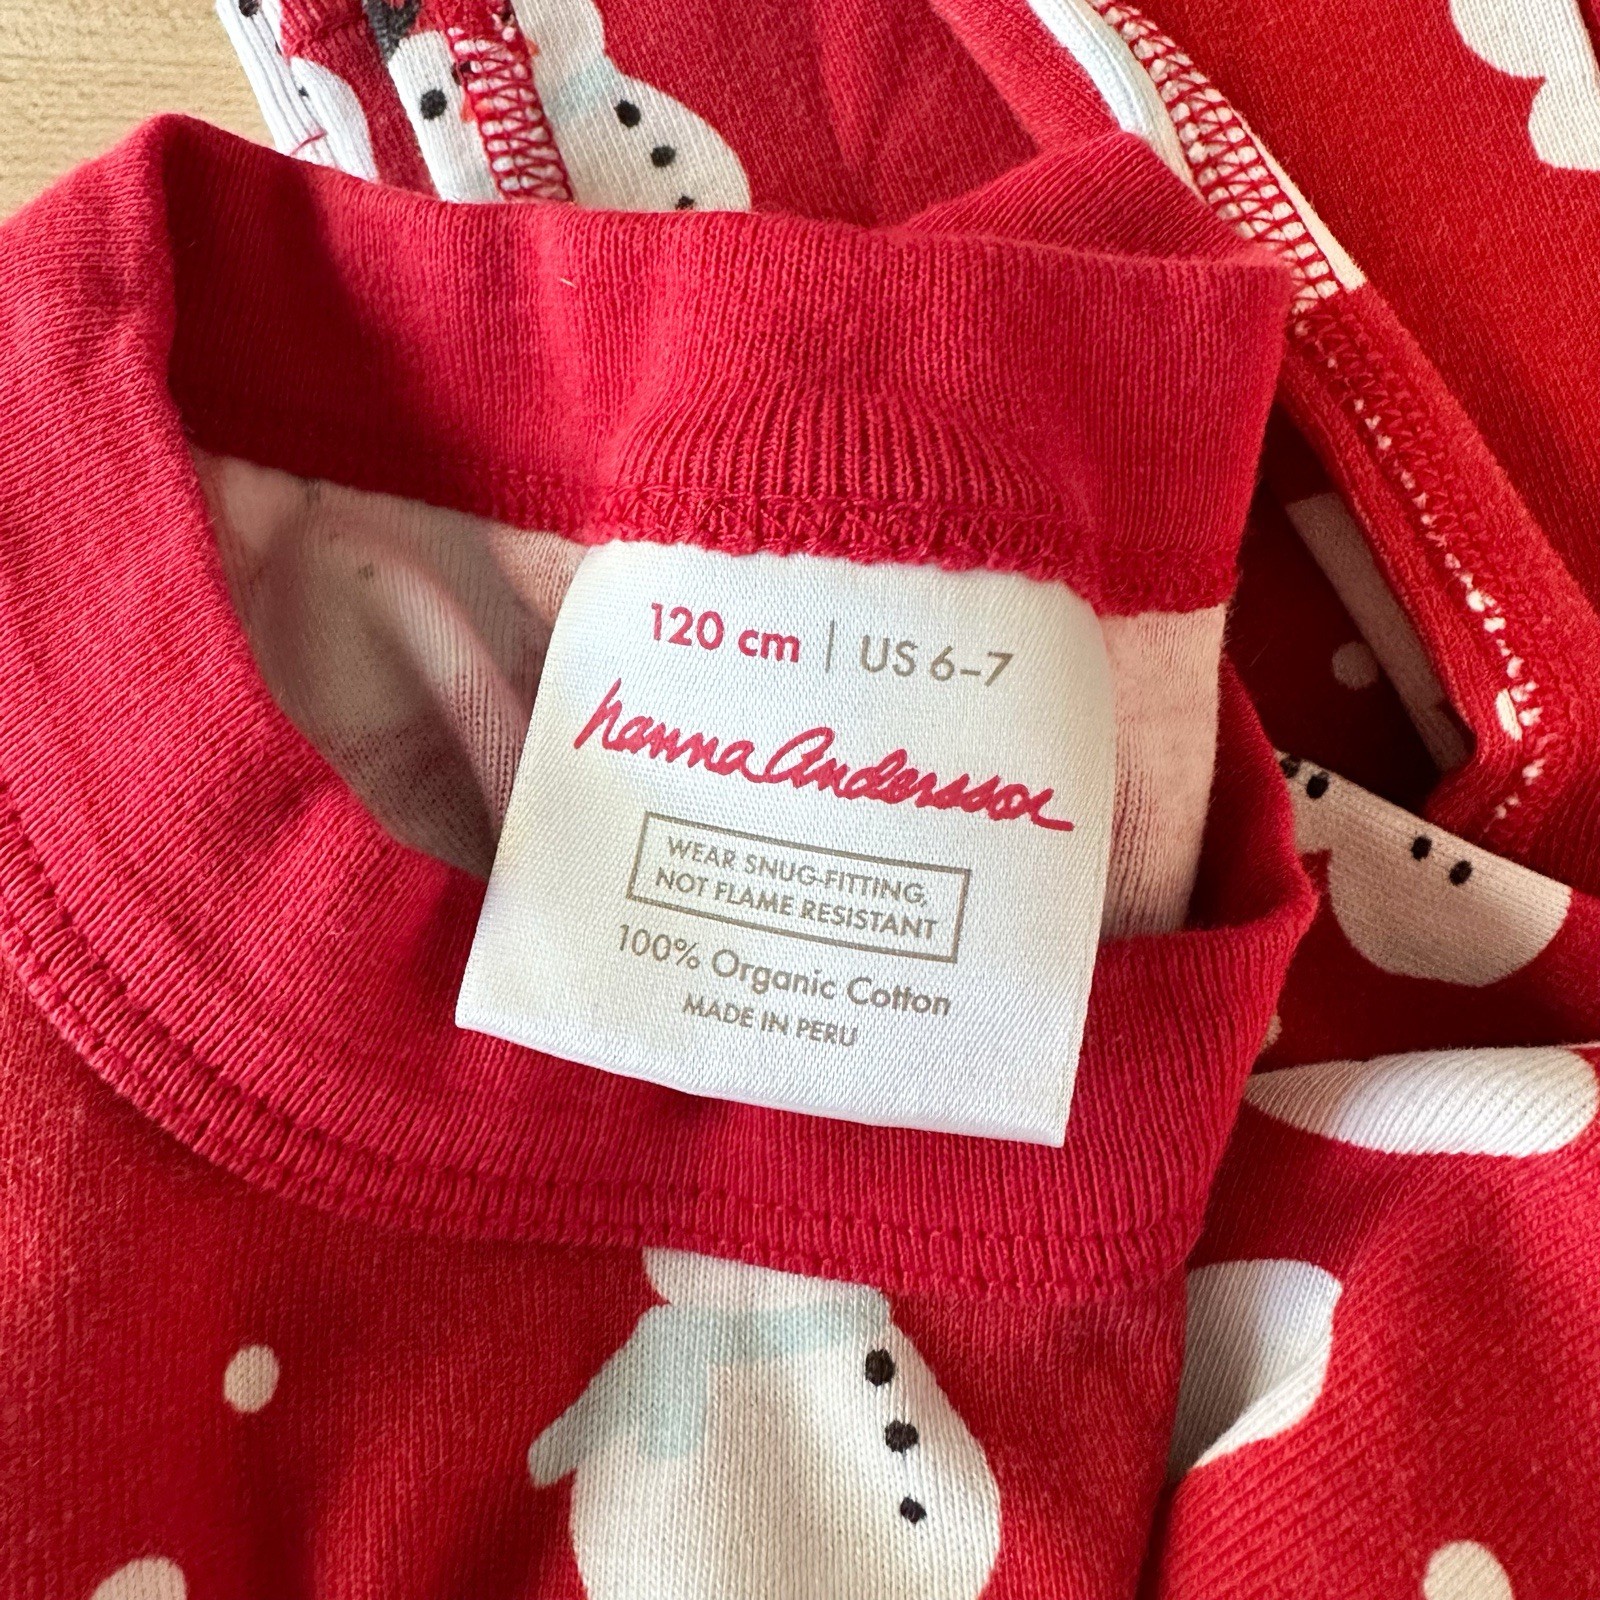 120 cm | US 6–7
hanna Andersson
WEAR SNUG-FITTING,
NOT FLAME RESISTANT
100% Organic Cotton
MADE IN PERU